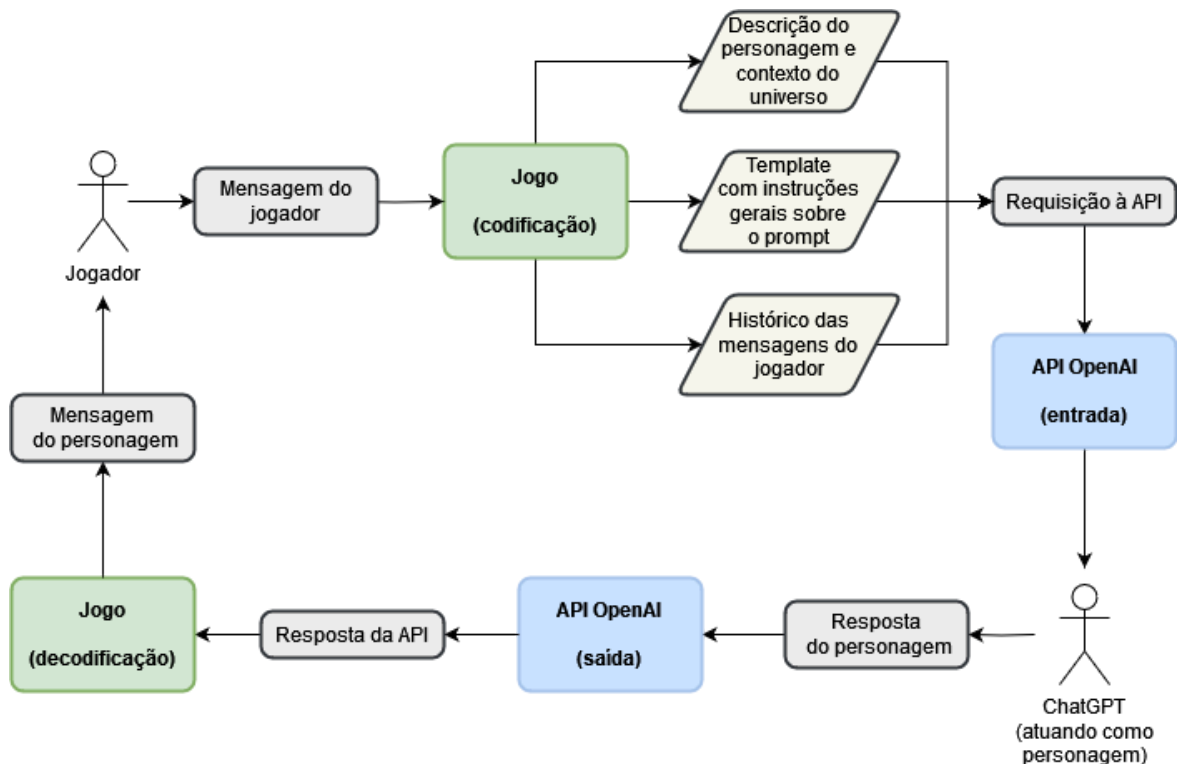 Descrição do
personagem e
contexto do
universo
Jogador
Mensagem do
jogador
Jogo
(codificação)
Template
com instruções
gerais sobre
o prompt
Requisição à API
Histórico das
mensagens do
jogador
API OpenAI
(entrada)
Mensagem
do personagem
Jogo
(decodificação)
Resposta da API
API OpenAI
(saída)
Resposta
do personagem
ChatGPT
(atuando como
personagem)